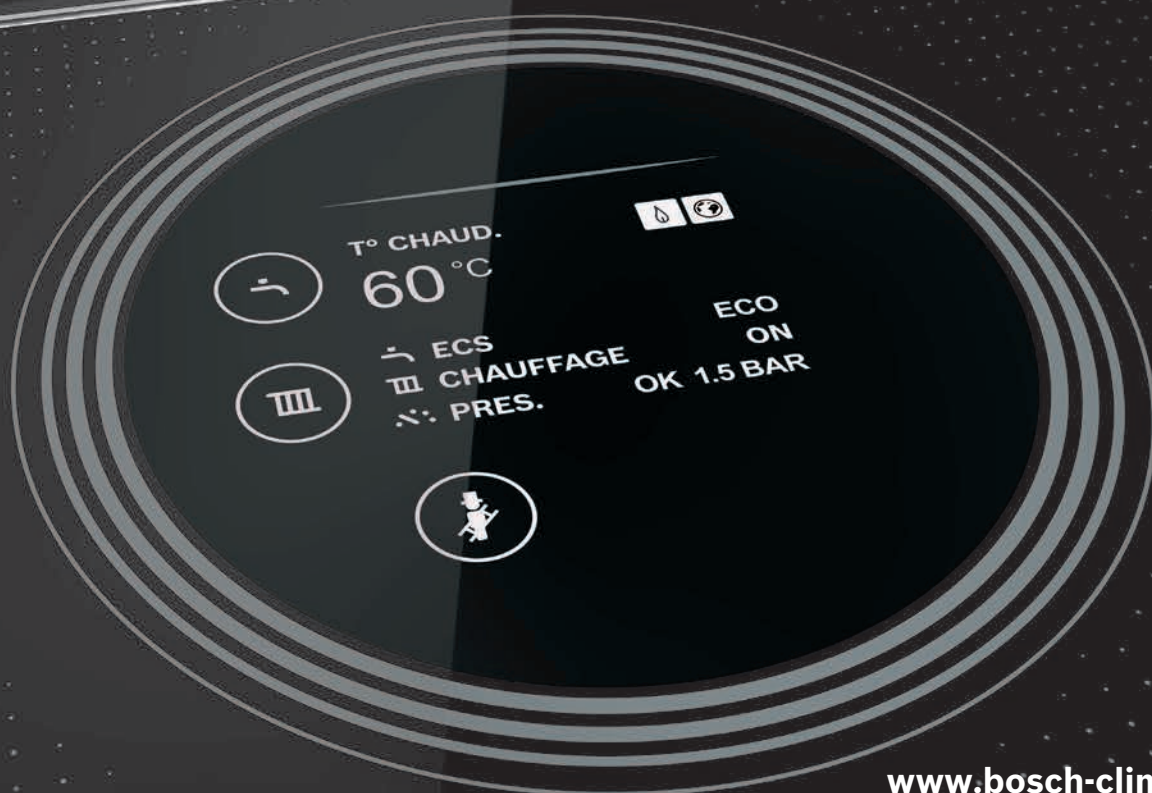 T° CHAUD.
60 °C
ECS ECO
CHAUFFAGE ON
PRES. OK 1.5 BAR
www.bosch-clim